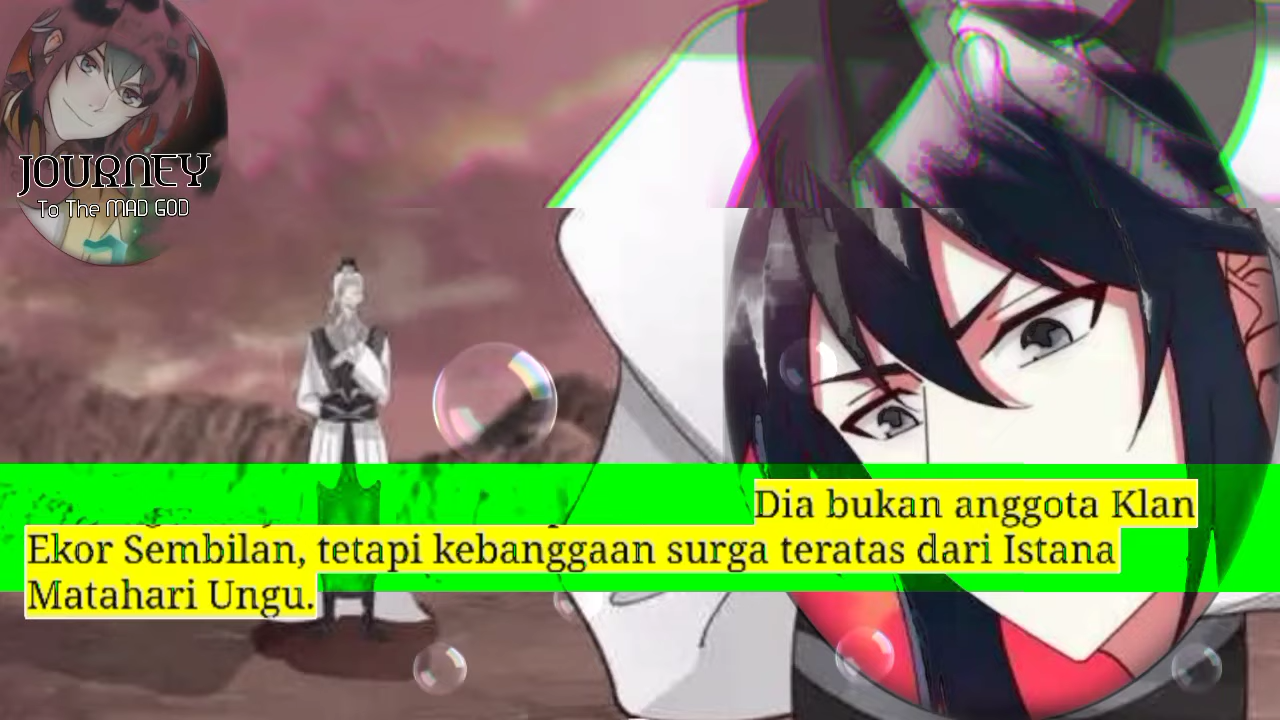 JOURNEY
To The MAD GOD
Dia bukan anggota Klan
Ekor Sembilan, tetapi kebanggaan surga teratas dari Istana
Matahari Ungu.